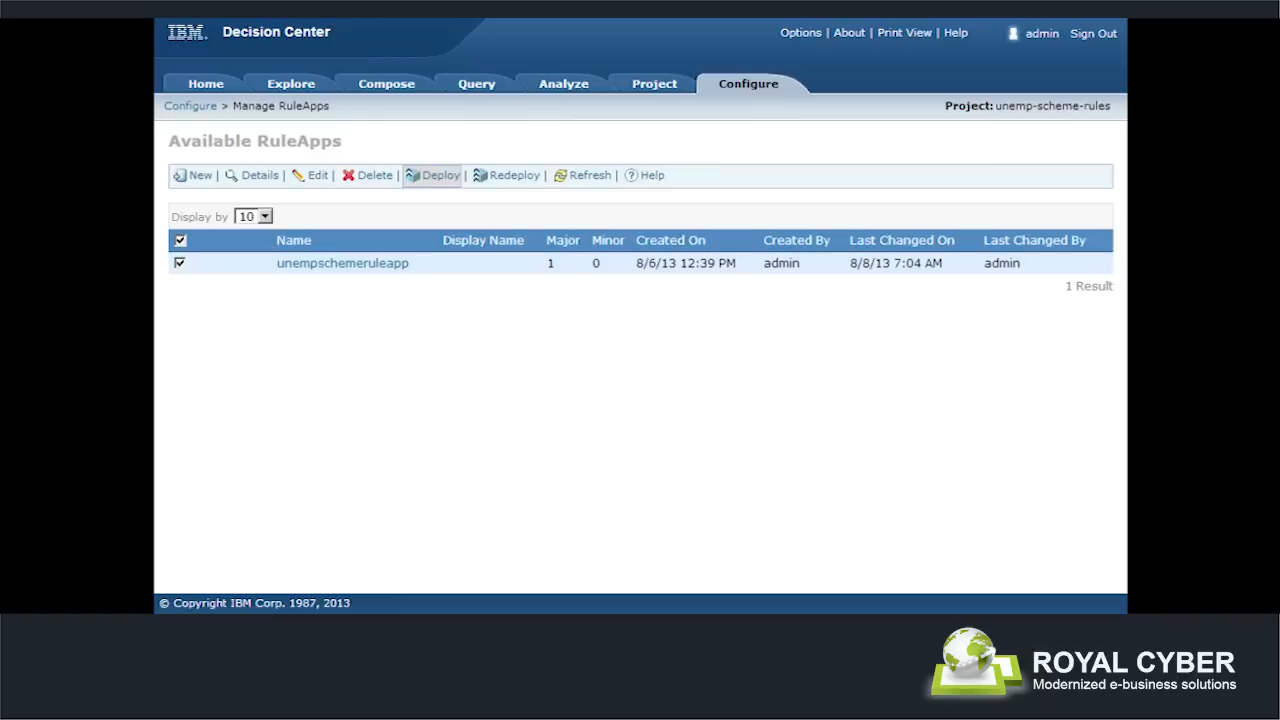 IBM. Decision Center
Options | About | Print View | Help admin Sign Out
Home Explore Compose Query Analyze Project Configure
Configure > Manage RuleApps Project: unemp-scheme-rules
Available RuleApps
New | Details | Edit | Delete | Deploy | Redeploy | Refresh | Help
Display by 10
Name Display Name Major Minor Created On Created By Last Changed On Last Changed By
unempschemeruleapp 1 0 8/6/13 12:39 PM admin 8/8/13 7:04 AM admin
1 Result
© Copyright IBM Corp. 1987, 2013
ROYAL CYBER
Modernized e-business solutions